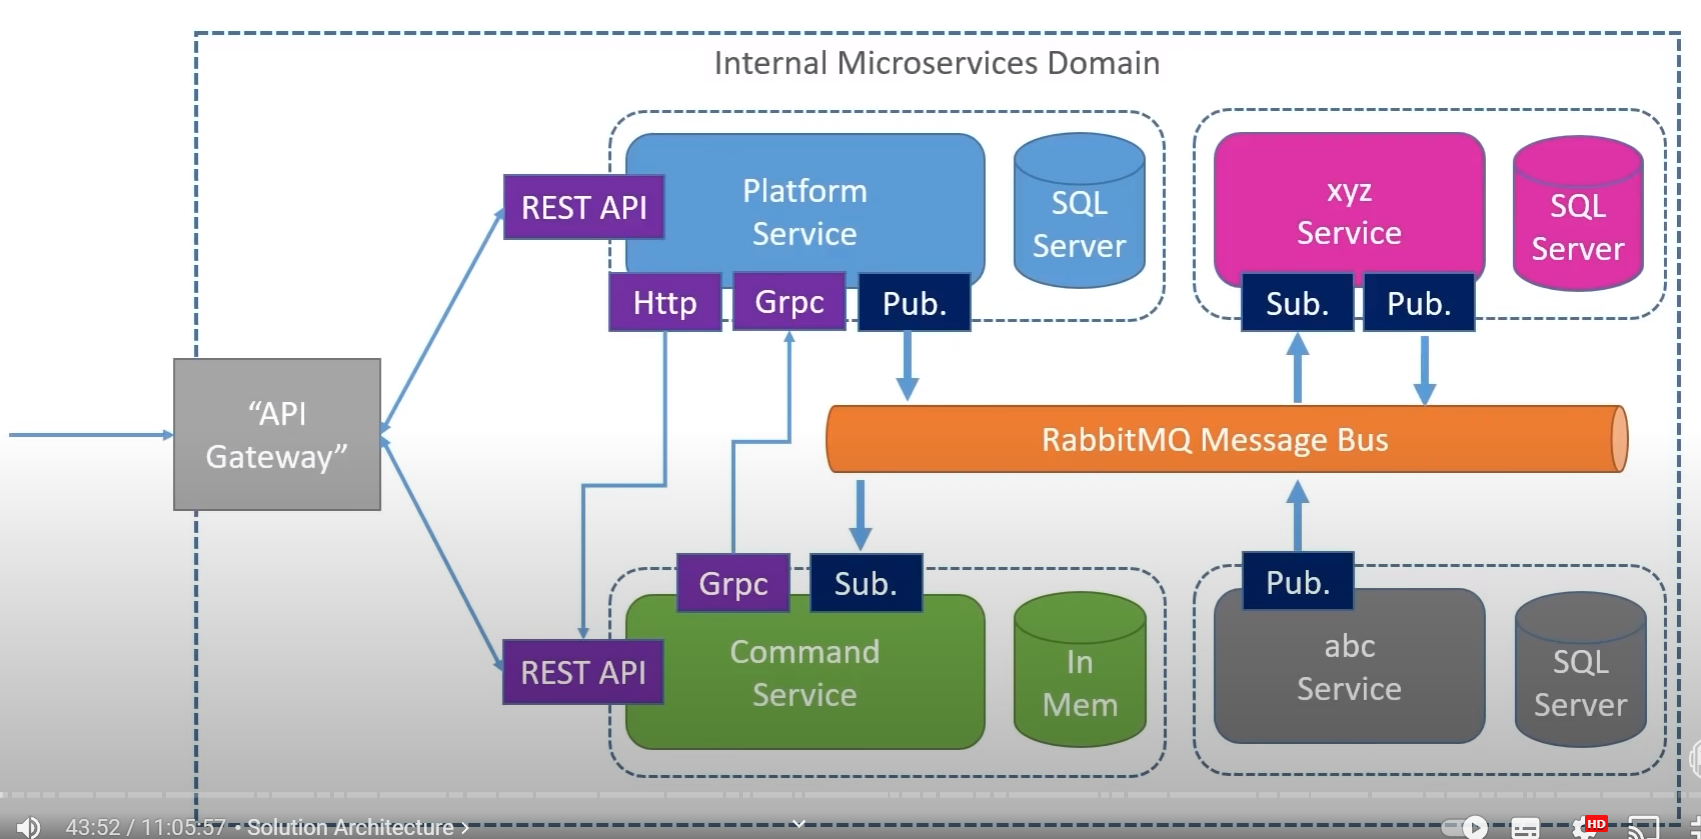 Internal Microservices Domain
REST API
Platform
Service
SQL
Server
Http
Grpc
Pub.
xyz
Service
SQL
Server
Sub.
Pub.
“API
Gateway”
RabbitMQ Message Bus
Grpc
Sub.
REST API
Command
Service
In
Mem
Pub.
abc
Service
SQL
Server
43:52 / 11:05:57 • Solution Architecture
HD